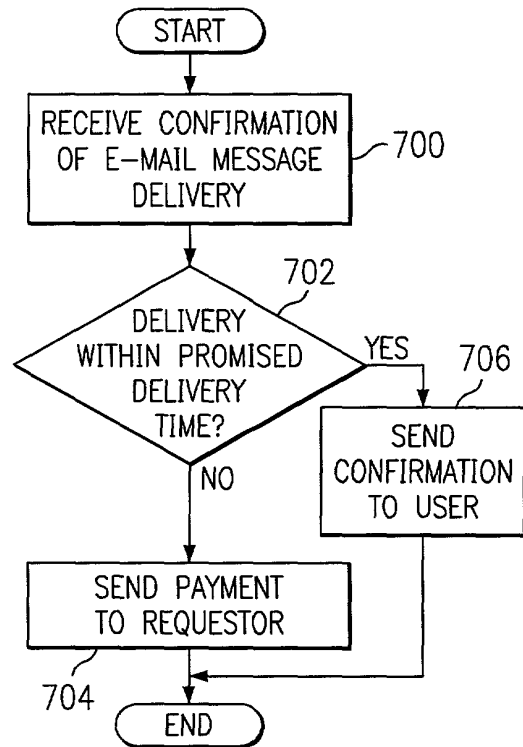 START
RECEIVE CONFIRMATION
OF E-MAIL MESSAGE
DELIVERY
700
702
DELIVERY
WITHIN PROMISED
DELIVERY
TIME?
YES
706
SEND
CONFIRMATION
TO USER
NO
SEND PAYMENT
TO REQUESTOR
704
END